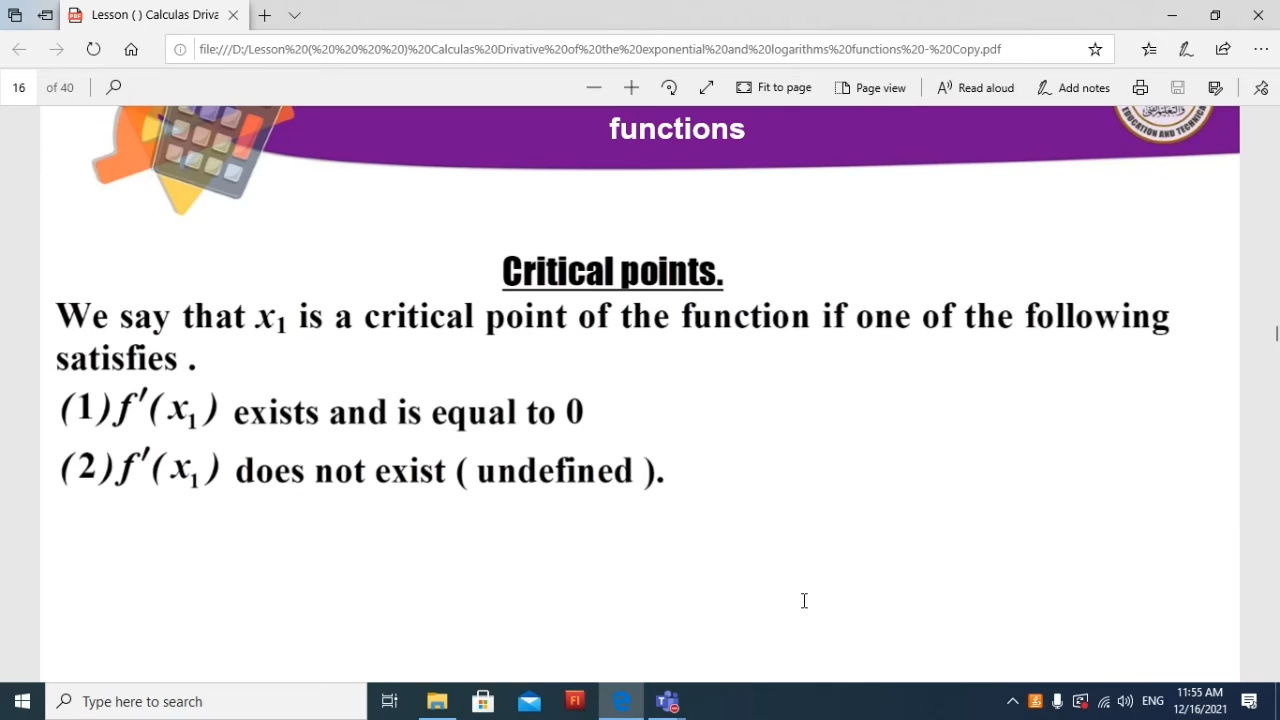 Lesson ( ) Calculas Driva
file:///D:/Lesson%20(%20%20%20%20)%20Calculas%20Drivative%20of%20the%20exponential%20and%20logarithms%20functions%20-%20Copy.pdf
16 of 40 Fit to page Page view Read aloud Add notes
functions
EDUCATION AND TECHNIC
Critical points.
We say that x₁ is a critical point of the function if one of the following
satisfies .
(1) f′(x₁) exists and is equal to 0
(2) f′(x₁) does not exist ( undefined ).
Type here to search
ENG
11:55 AM
12/16/2021